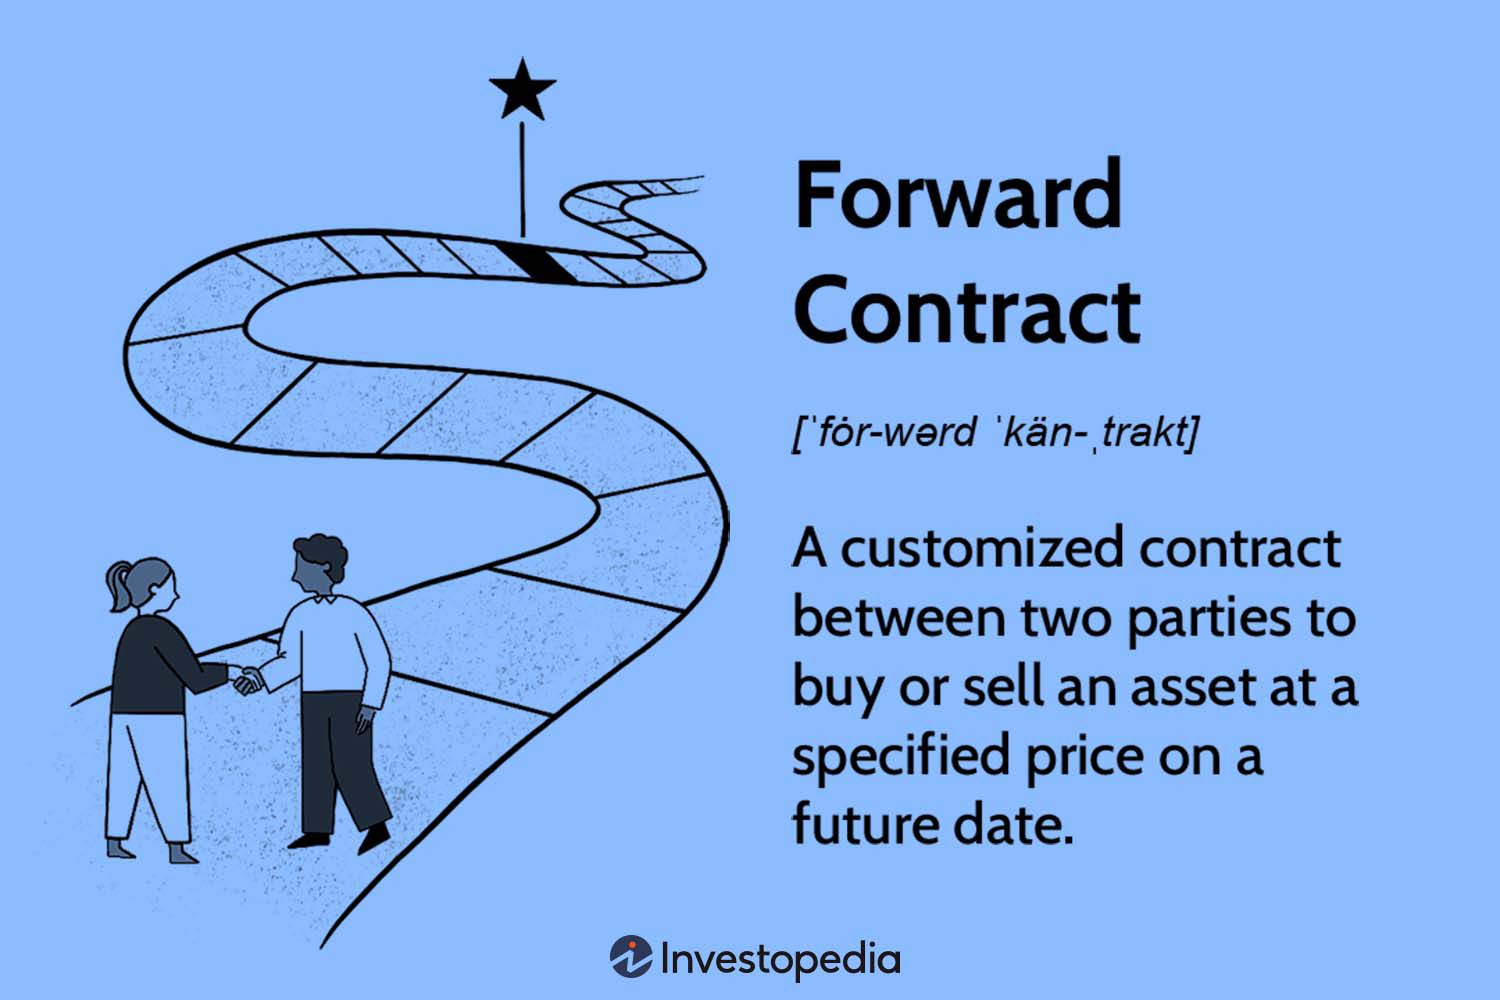 Forward
Contract
[ˈfȯr-wərd ˈkän-ˌtrakt]
A customized contract
between two parties to
buy or sell an asset at a
specified price on a
future date.
Investopedia